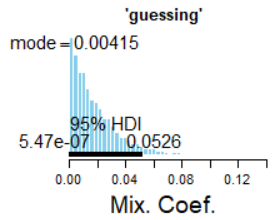 'guessing'
mode = 0.00415
95% HDI
5.47e-07 0.0526
0.00 0.04 0.08 0.12
Mix. Coef.